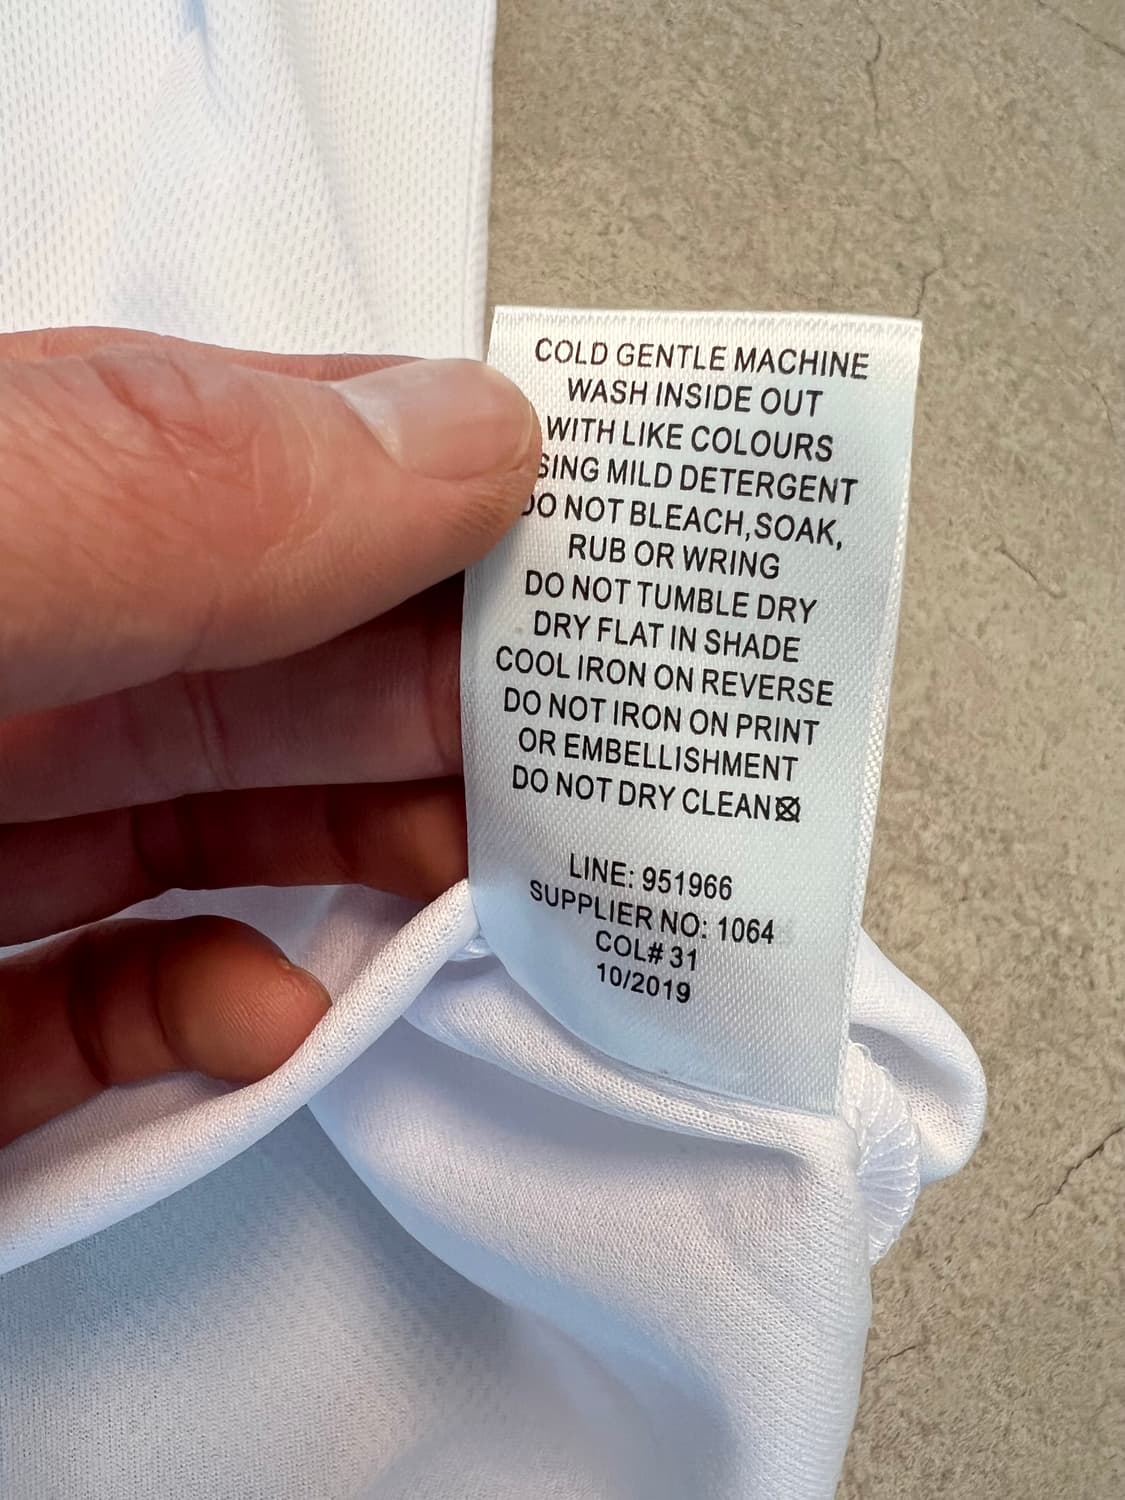 COLD GENTLE MACHINE
WASH INSIDE OUT
WITH LIKE COLOURS
SING MILD DETERGENT
DO NOT BLEACH, SOAK,
RUB OR WRING
DO NOT TUMBLE DRY
DRY FLAT IN SHADE
COOL IRON ON REVERSE
DO NOT IRON ON PRINT
OR EMBELLISHMENT
DO NOT DRY CLEAN
LINE: 951966
SUPPLIER NO: 1064
COL# 31
10/2019